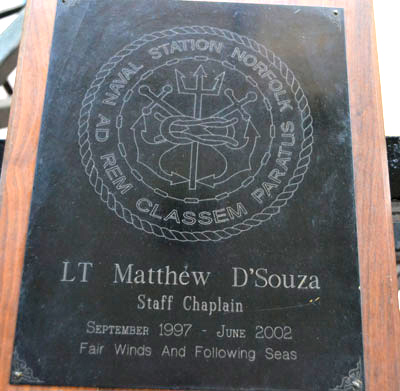 NAVAL STATION NORFOLK
AD REM CLASSEM PARATUS
LT Matthew D'Souza
Staff Chaplain
September 1997 - June 2002
Fair Winds And Following Seas